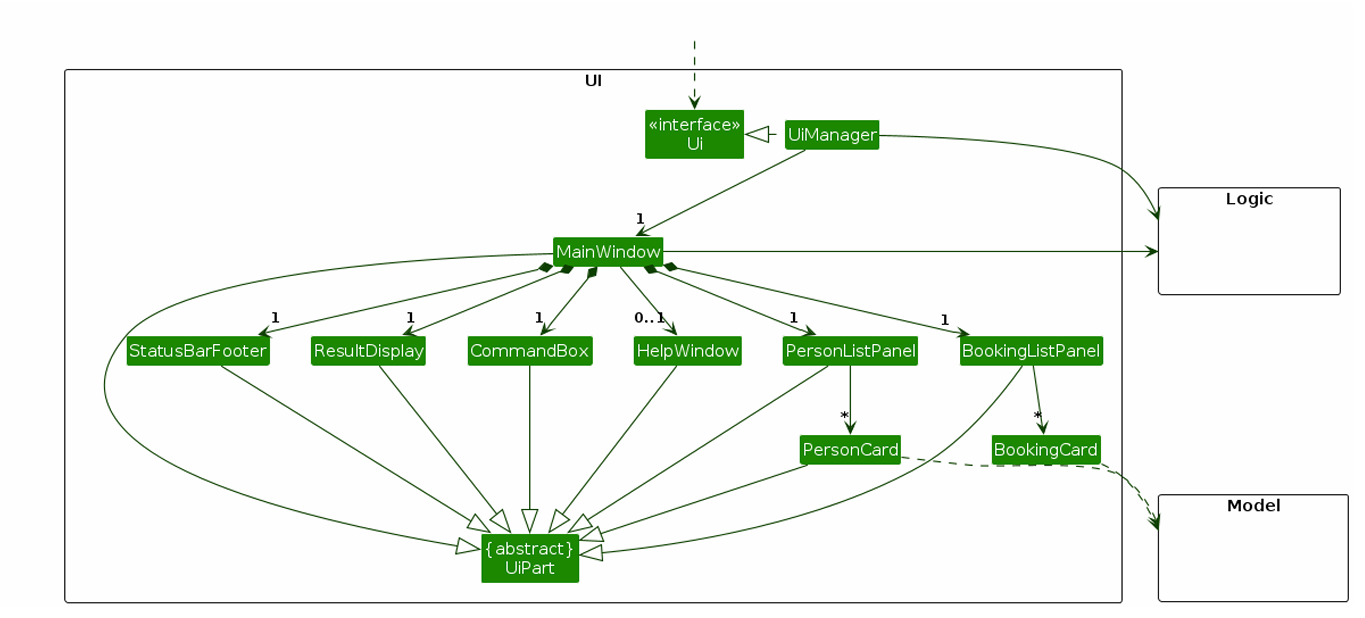 UI
«interface»
Ui
UiManager
Logic
1
MainWindow
1
1
1
0..1
1
1
StatusBarFooter
ResultDisplay
CommandBox
HelpWindow
PersonListPanel
BookingListPanel
*
*
PersonCard
BookingCard
Model
{abstract}
UiPart